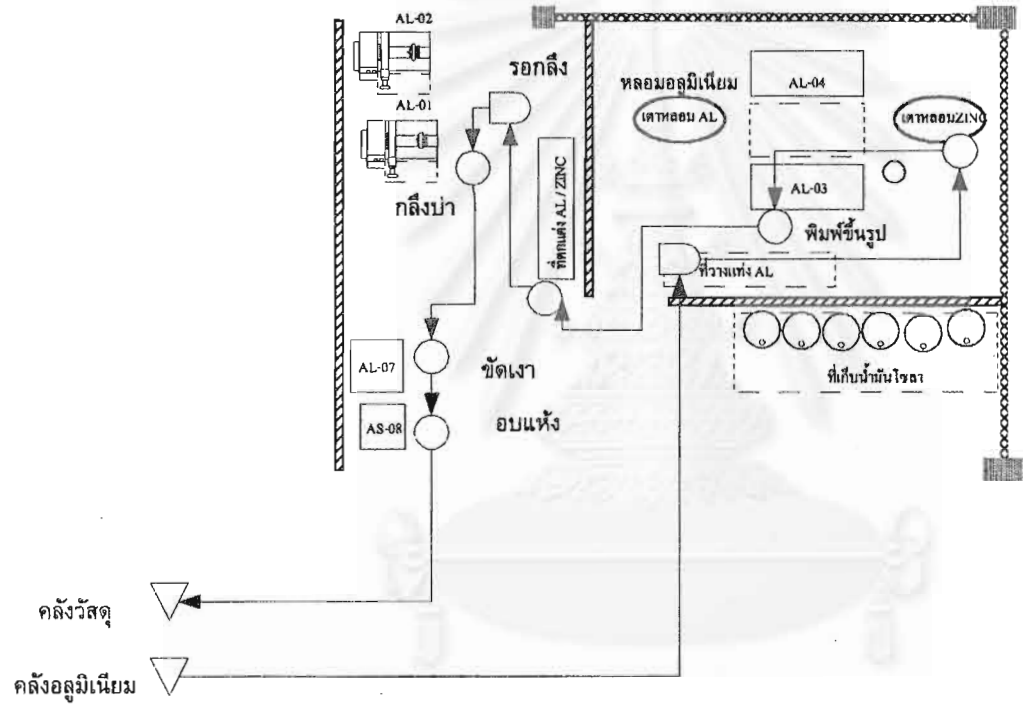 AL-02
รอกลึง
หลอมอลูมิเนียม
AL-04
AL-01
เตาหลอม AL
เตาหลอมZINC
ที่ตกแต่ง AL / ZINC
AL-03
กลึงบ่า
พิมพ์ขึ้นรูป
ที่วางแท่ง AL
AL-07
ขัดเงา
ที่เก็บน้ำมันโซลา
AS-08
อบแห้ง
คลังวัสดุ
คลังอลูมิเนียม